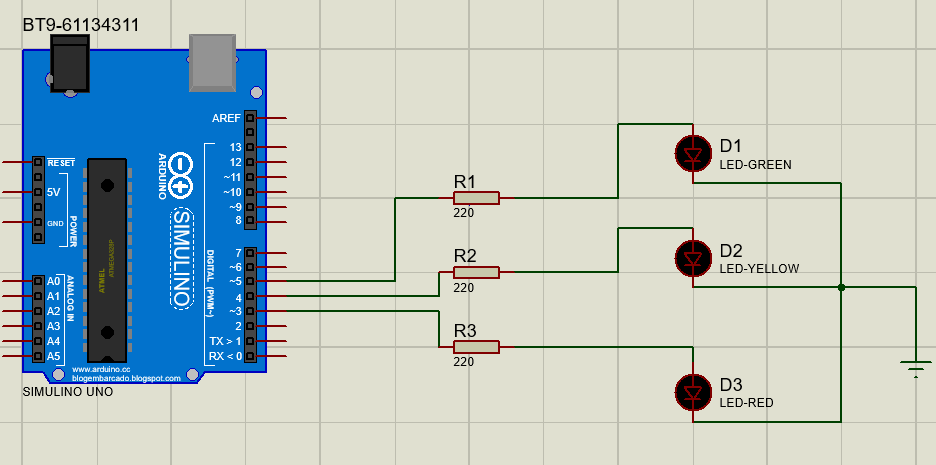 BT9-61134311
AREF
13
12
~11
~10
~9
8
RESET
5V
GND
POWER
ARDUINO
SIMULINO
ATMEL
ATMEGA328P
DIGITAL (PWM~)
7
~6
~5
4
~3
2
TX > 1
RX < 0
ANALOG IN
A0
A1
A2
A3
A4
A5
www.arduino.cc
blogembarcado.blogspot.com
SIMULINO UNO
R1
220
R2
220
R3
220
D1
LED-GREEN
D2
LED-YELLOW
D3
LED-RED